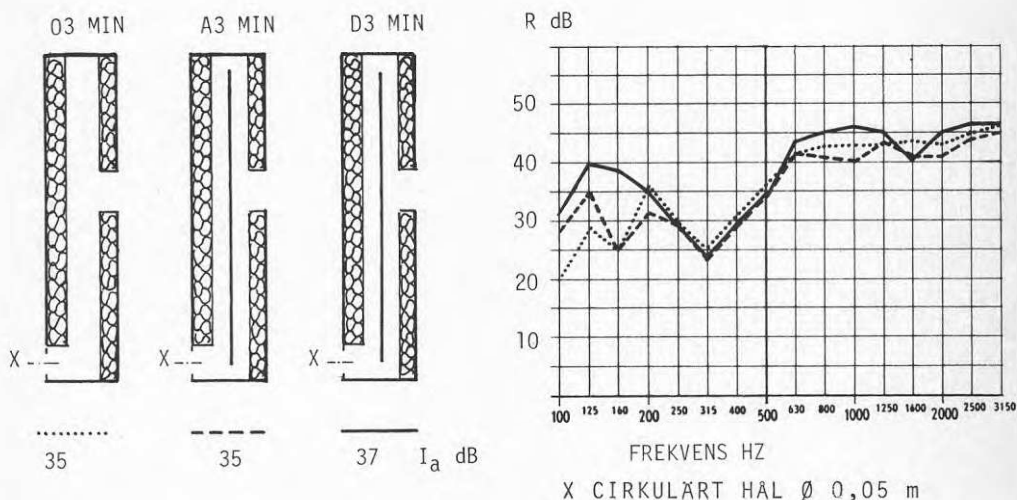 O3 MIN A3 MIN D3 MIN
X X X
35 35 37 Ia dB
R dB
50
40
30
20
10
100 125 160 200 250 315 400 500 630 800 1000 1250 1600 2000 2500 3150
FREKVENS HZ
X CIRKULÄRT HÅL Ø 0,05 m